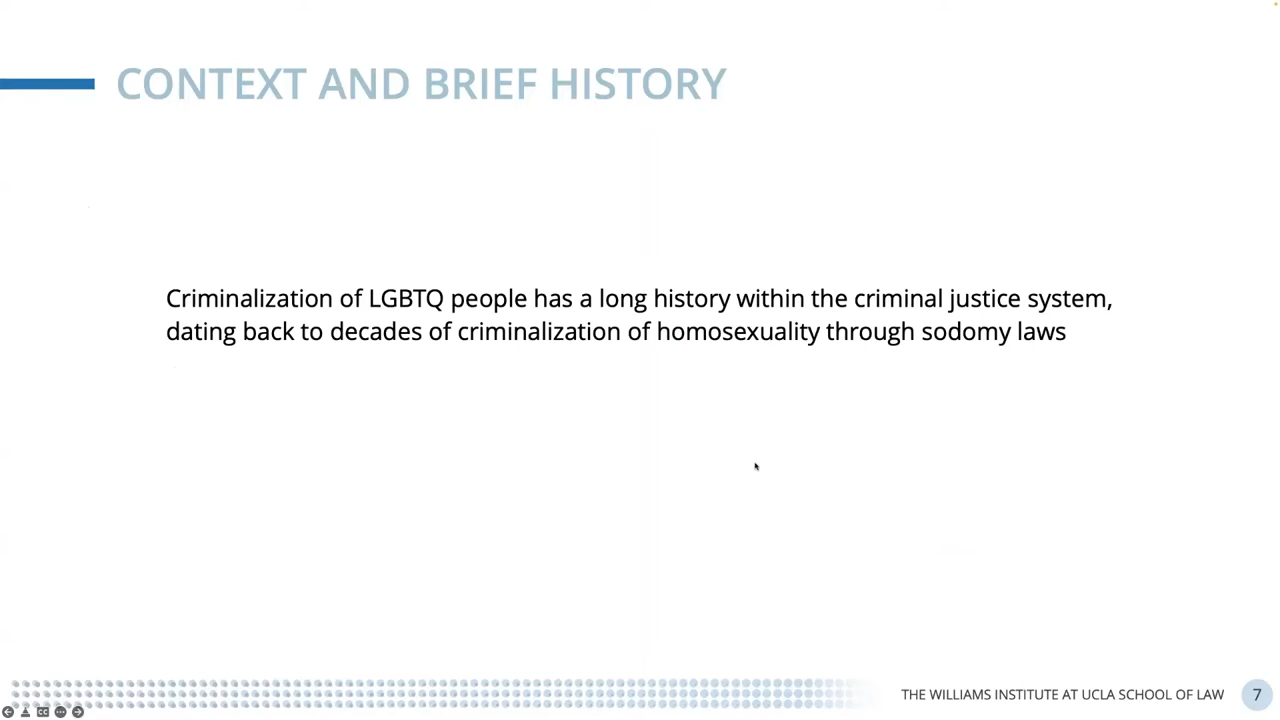 CONTEXT AND BRIEF HISTORY
Criminalization of LGBTQ people has a long history within the criminal justice system,
dating back to decades of criminalization of homosexuality through sodomy laws
THE WILLIAMS INSTITUTE AT UCLA SCHOOL OF LAW 7
CC